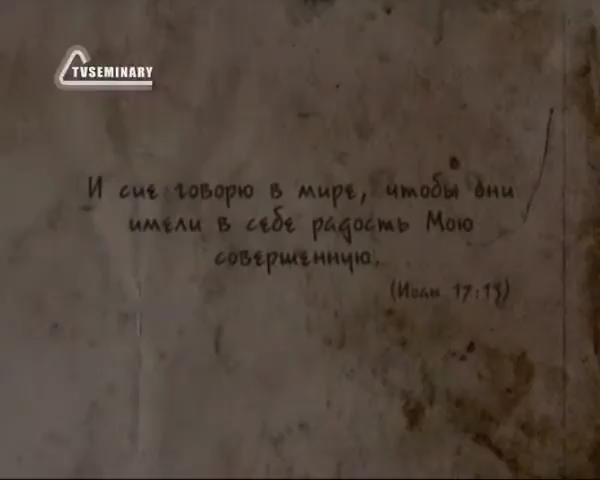 TVSEMINARY
И сие говорю в мире, чтобы они
имели в себе радость Мою
совершенную.
(Иоан 17:13)